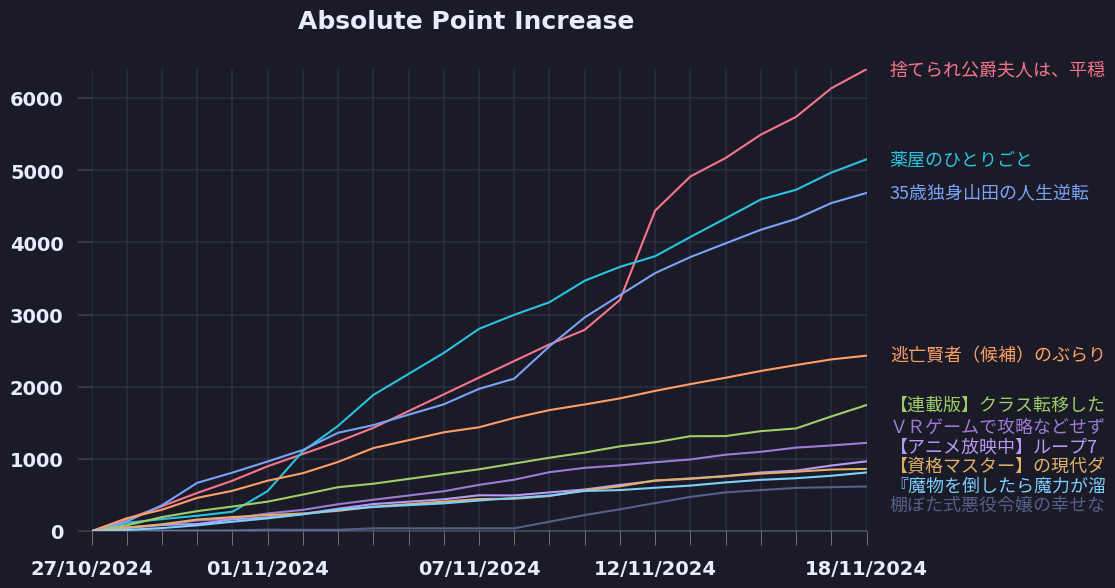 Absolute Point Increase
捨てられ公爵夫人は、平穏
6000
薬屋のひとりごと
5000
35歳独身山田の人生逆転
4000
3000
逃亡賢者（候補）のぶらり
2000
【連載版】クラス転移した
ＶＲゲームで攻略などせず
【アニメ放映中】ループ7
1000
【資格マスター】の現代ダ
『魔物を倒したら魔力が溜
棚ぼた式悪役令嬢の幸せな
0
27/10/2024
01/11/2024
07/11/2024
12/11/2024
18/11/2024